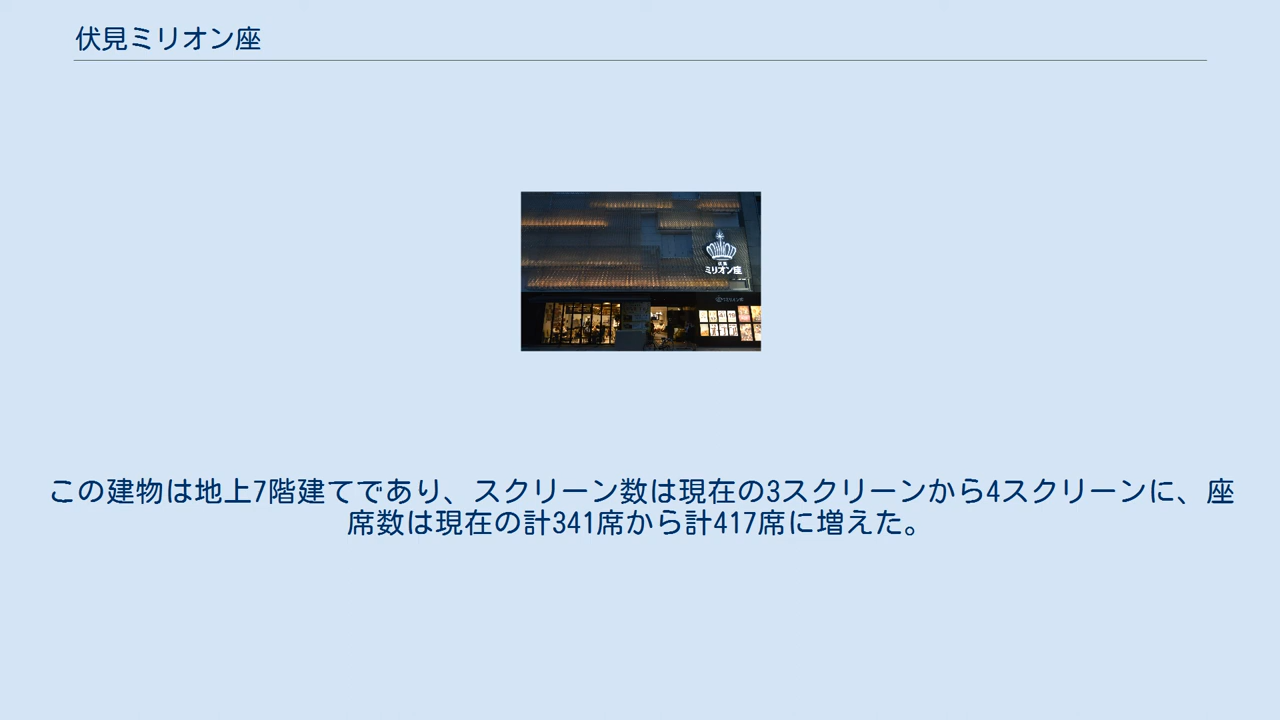 伏見ミリオン座
million
伏見
ミリオン座
この建物は地上7階建てであり、スクリーン数は現在の3スクリーンから4スクリーンに、座
席数は現在の計341席から計417席に増えた。